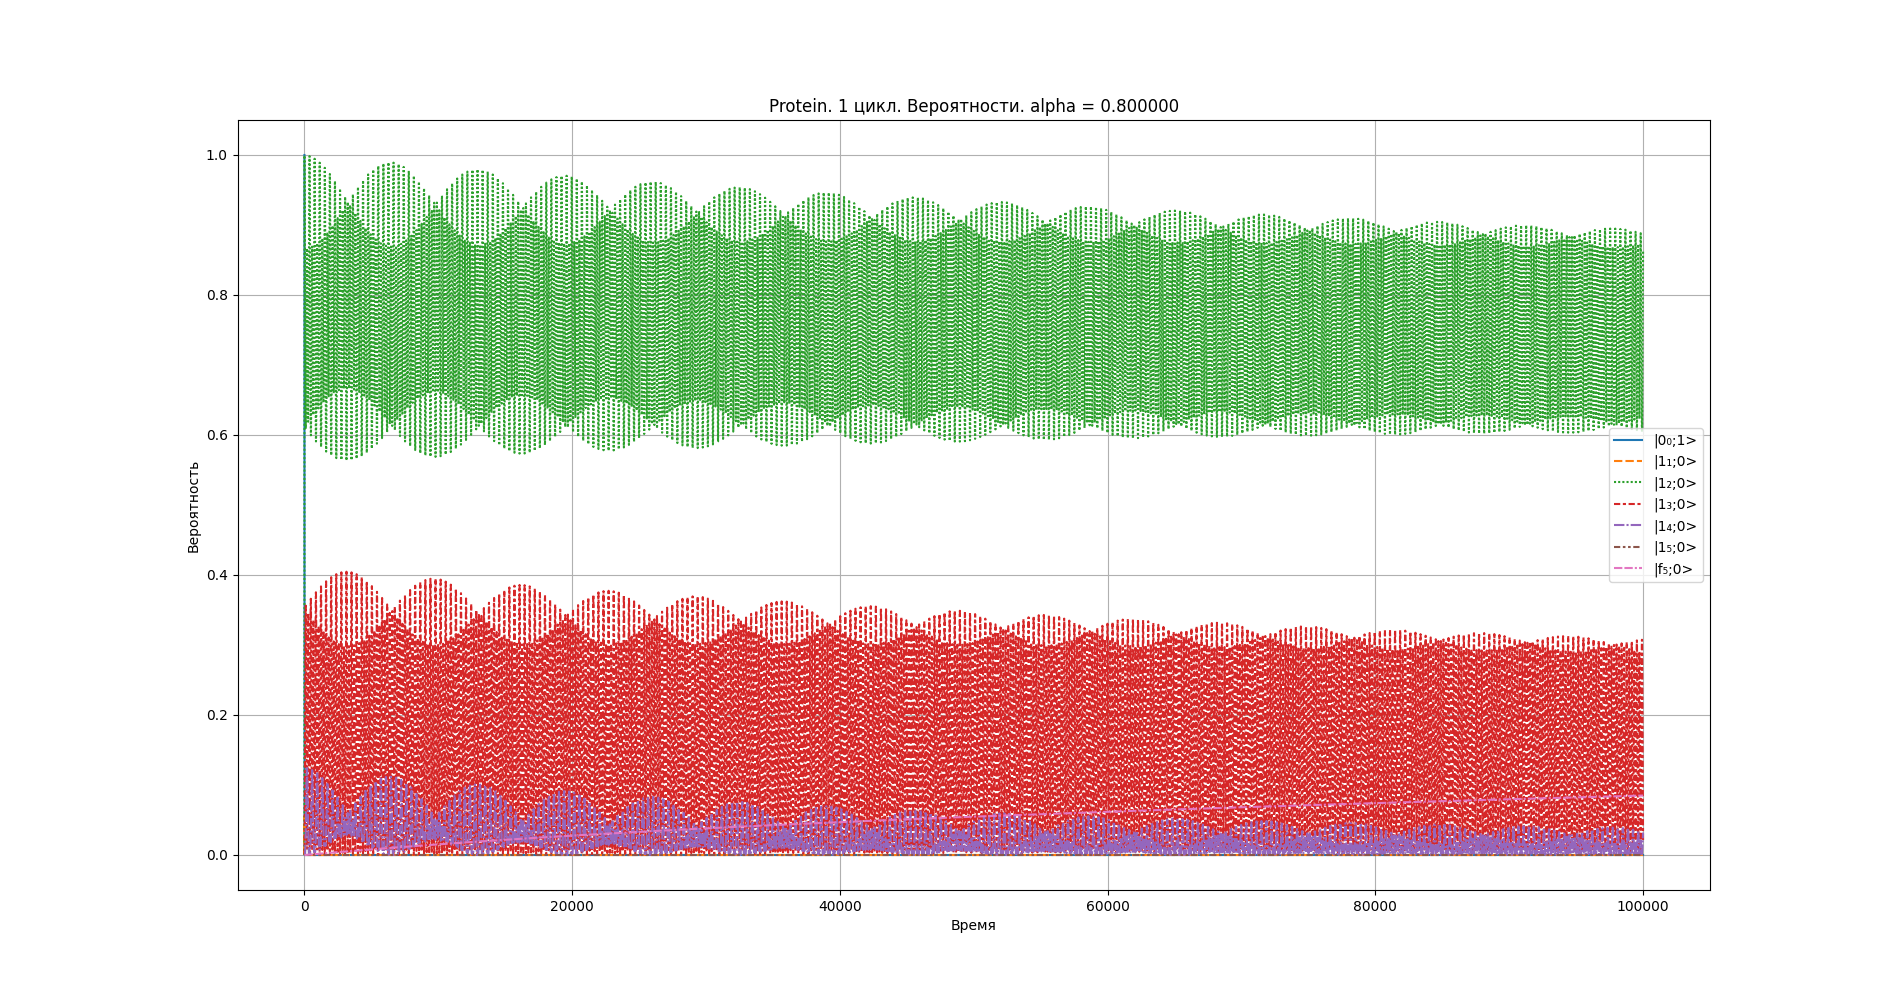 Protein. 1 цикл. Вероятности. alpha = 0.800000
1.0
0.8
0.6
0.4
0.2
0.0
Вероятность
|0₀;1>
|1₁;0>
|1₂;0>
|1₃;0>
|1₄;0>
|1₅;0>
|f₅;0>
0 20000 40000 60000 80000 100000
Время